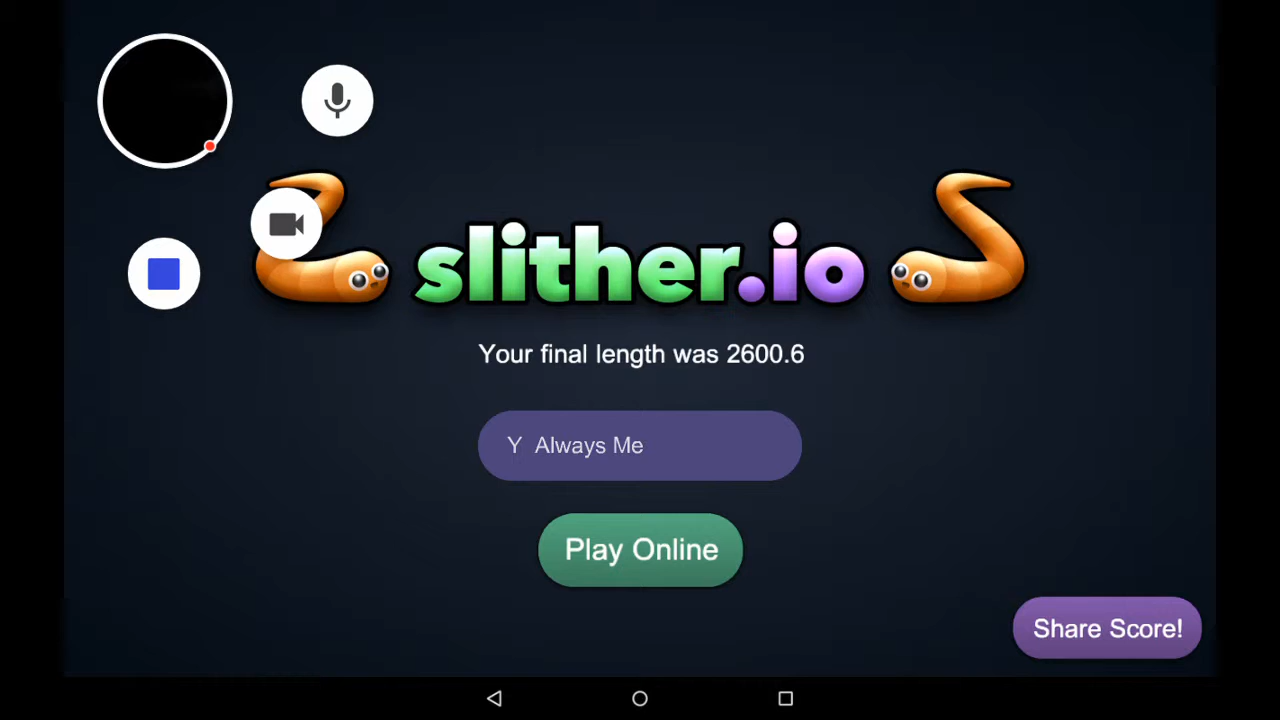 slither.io
Your final length was 2600.6
Y Always Me
Play Online
Share Score!